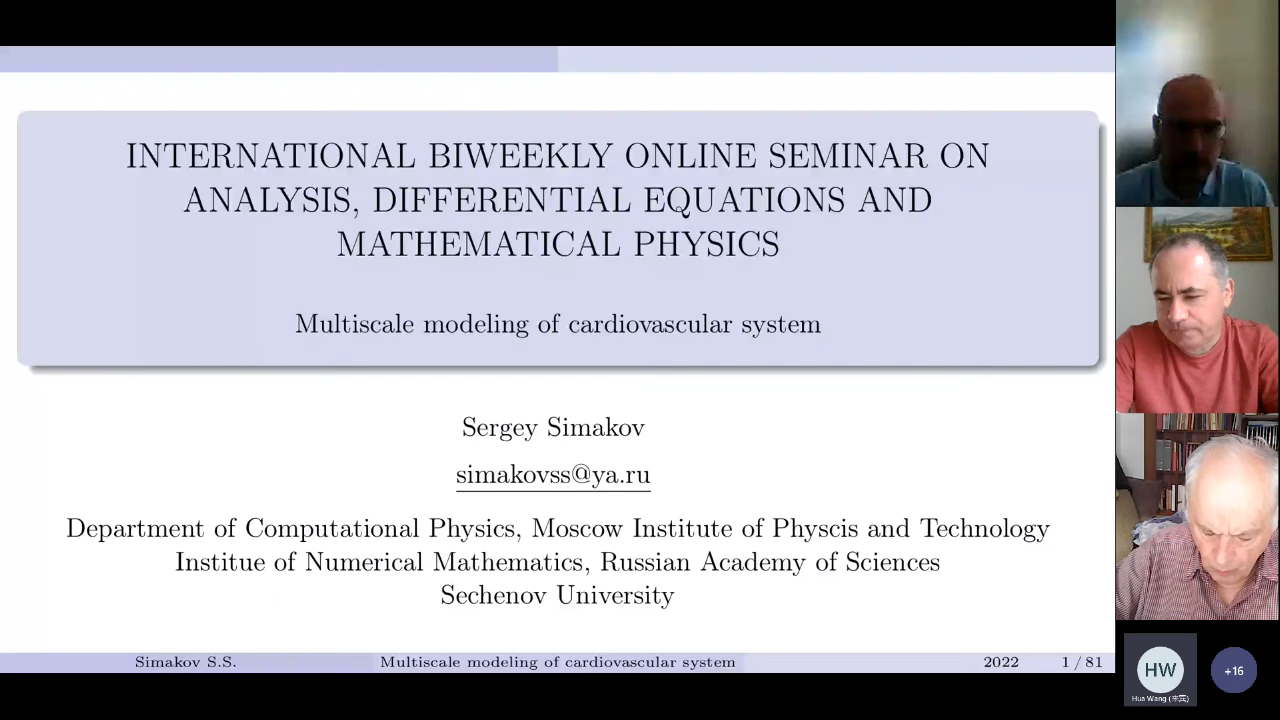 INTERNATIONAL BIWEEKLY ONLINE SEMINAR ON
ANALYSIS, DIFFERENTIAL EQUATIONS AND
MATHEMATICAL PHYSICS
Multiscale modeling of cardiovascular system
Sergey Simakov
simakovss@ya.ru
Department of Computational Physics, Moscow Institute of Physcis and Technology
Institue of Numerical Mathematics, Russian Academy of Sciences
Sechenov University
Simakov S.S. Multiscale modeling of cardiovascular system 2022 1 / 81
HW
+16
Hua Wang